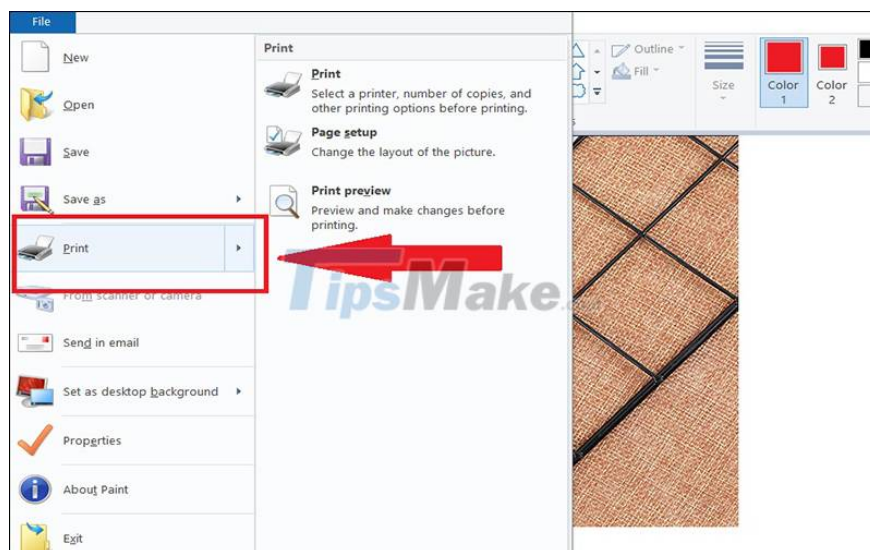 File
New
Open
Save
Save as
Print
From scanner or camera
Send in email
Set as desktop background
Properties
About Paint
Exit
Print
Print
Select a printer, number of copies, and
other printing options before printing.
Page setup
Change the layout of the picture.
Print preview
Preview and make changes before
printing.
Outline
Fill
Size
Color
1
Color
2
TipsMake